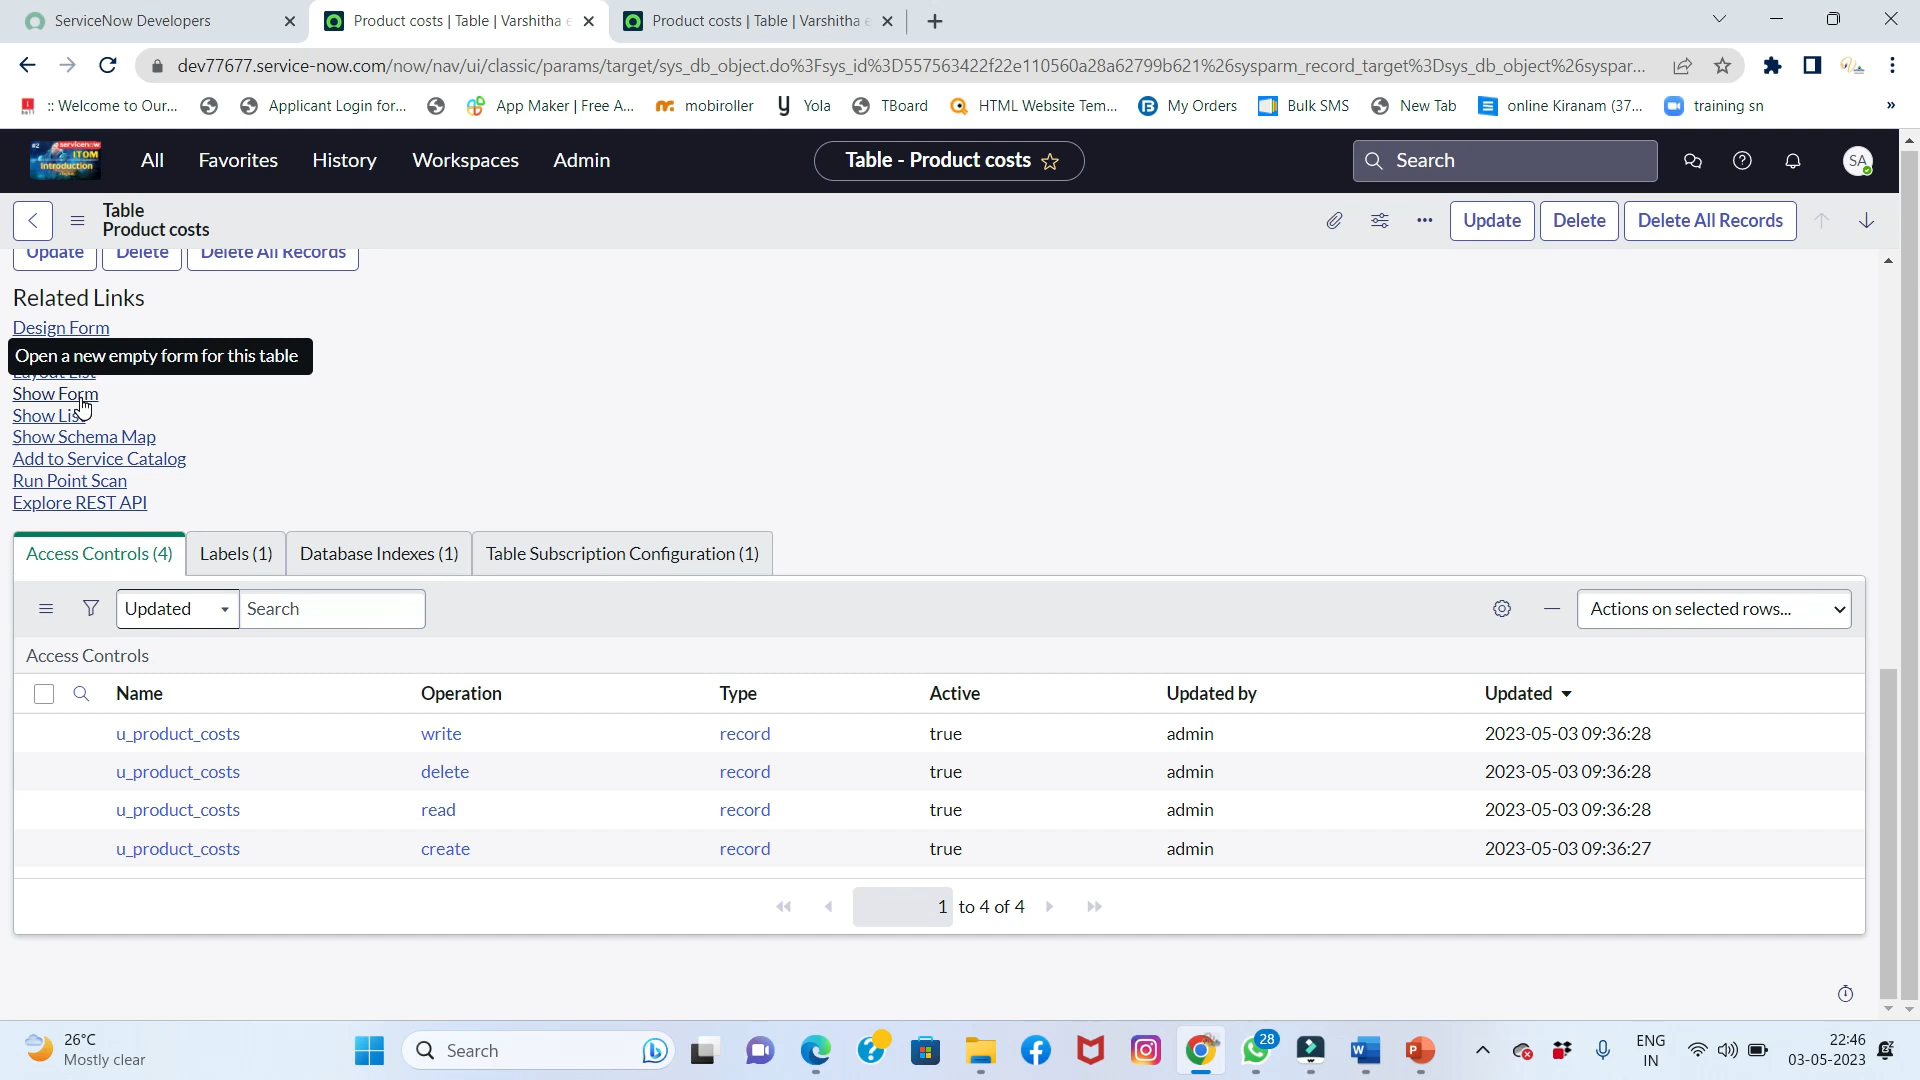 ServiceNow Developers
Product costs | Table | Varshitha e
Product costs | Table | Varshitha e
dev77677.service-now.com/now/nav/ui/classic/params/target/sys_db_object.do%3Fsys_id%3D557563422f22e110560a28a62799b621%26sysparm_record_target%3Dsys_db_object%26syspar...
:: Welcome to Our...
Applicant Login for...
App Maker | Free A...
mobiroller
Yola
TBoard
HTML Website Tem...
My Orders
Bulk SMS
New Tab
online Kiranam (37...
training sn
»
#2 servicenow
ITOM
Introduction
All
Favorites
History
Workspaces
Admin
Table - Product costs
Search
SA
Table
Product costs
Update
Delete
Delete All Records
Update
Delete
Delete All Records
Related Links
Design Form
Open a new empty form for this table
Layout List
Show Form
Show List
Show Schema Map
Add to Service Catalog
Run Point Scan
Explore REST API
Access Controls (4)
Labels (1)
Database Indexes (1)
Table Subscription Configuration (1)
Updated
Search
Actions on selected rows...
Access Controls
Name Operation Type Active Updated by Updated
u_product_costs write record true admin 2023-05-03 09:36:28
u_product_costs delete record true admin 2023-05-03 09:36:28
u_product_costs read record true admin 2023-05-03 09:36:28
u_product_costs create record true admin 2023-05-03 09:36:27
1 to 4 of 4
26°C
Mostly clear
Search
28
ENG
IN
22:46
03-05-2023